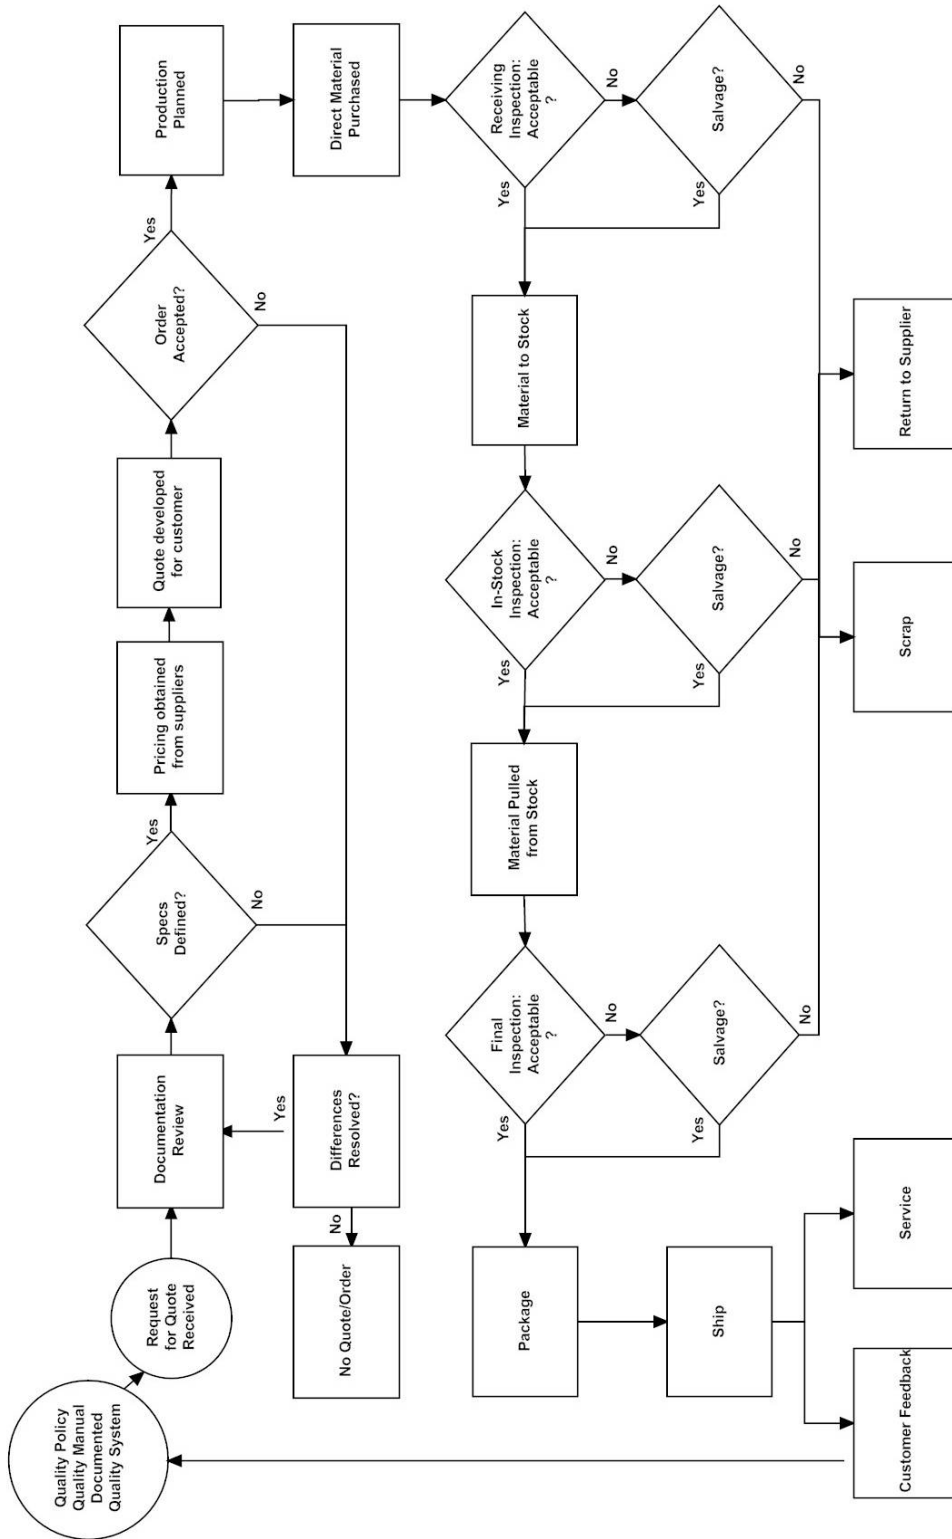 Quality Policy
Quality Manual
Documented
Quality System
Request
for Quote
Received
Documentation
Review
Specs
Defined?
Yes
No
Pricing obtained
from suppliers
Quote developed
for customer
Order
Accepted?
Yes
No
Production
Planned
Differences
Resolved?
Yes
No
No Quote/Order
Direct Material
Purchased
Receiving
Inspection:
Acceptable
?
Yes
No
Salvage?
Yes
No
Material to Stock
In-Stock
Inspection:
Acceptable
?
Yes
No
Salvage?
Yes
No
Material Pulled
from Stock
Final
Inspection:
Acceptable
?
Yes
No
Salvage?
Yes
No
Package
Ship
Customer Feedback
Service
Scrap
Return to Supplier